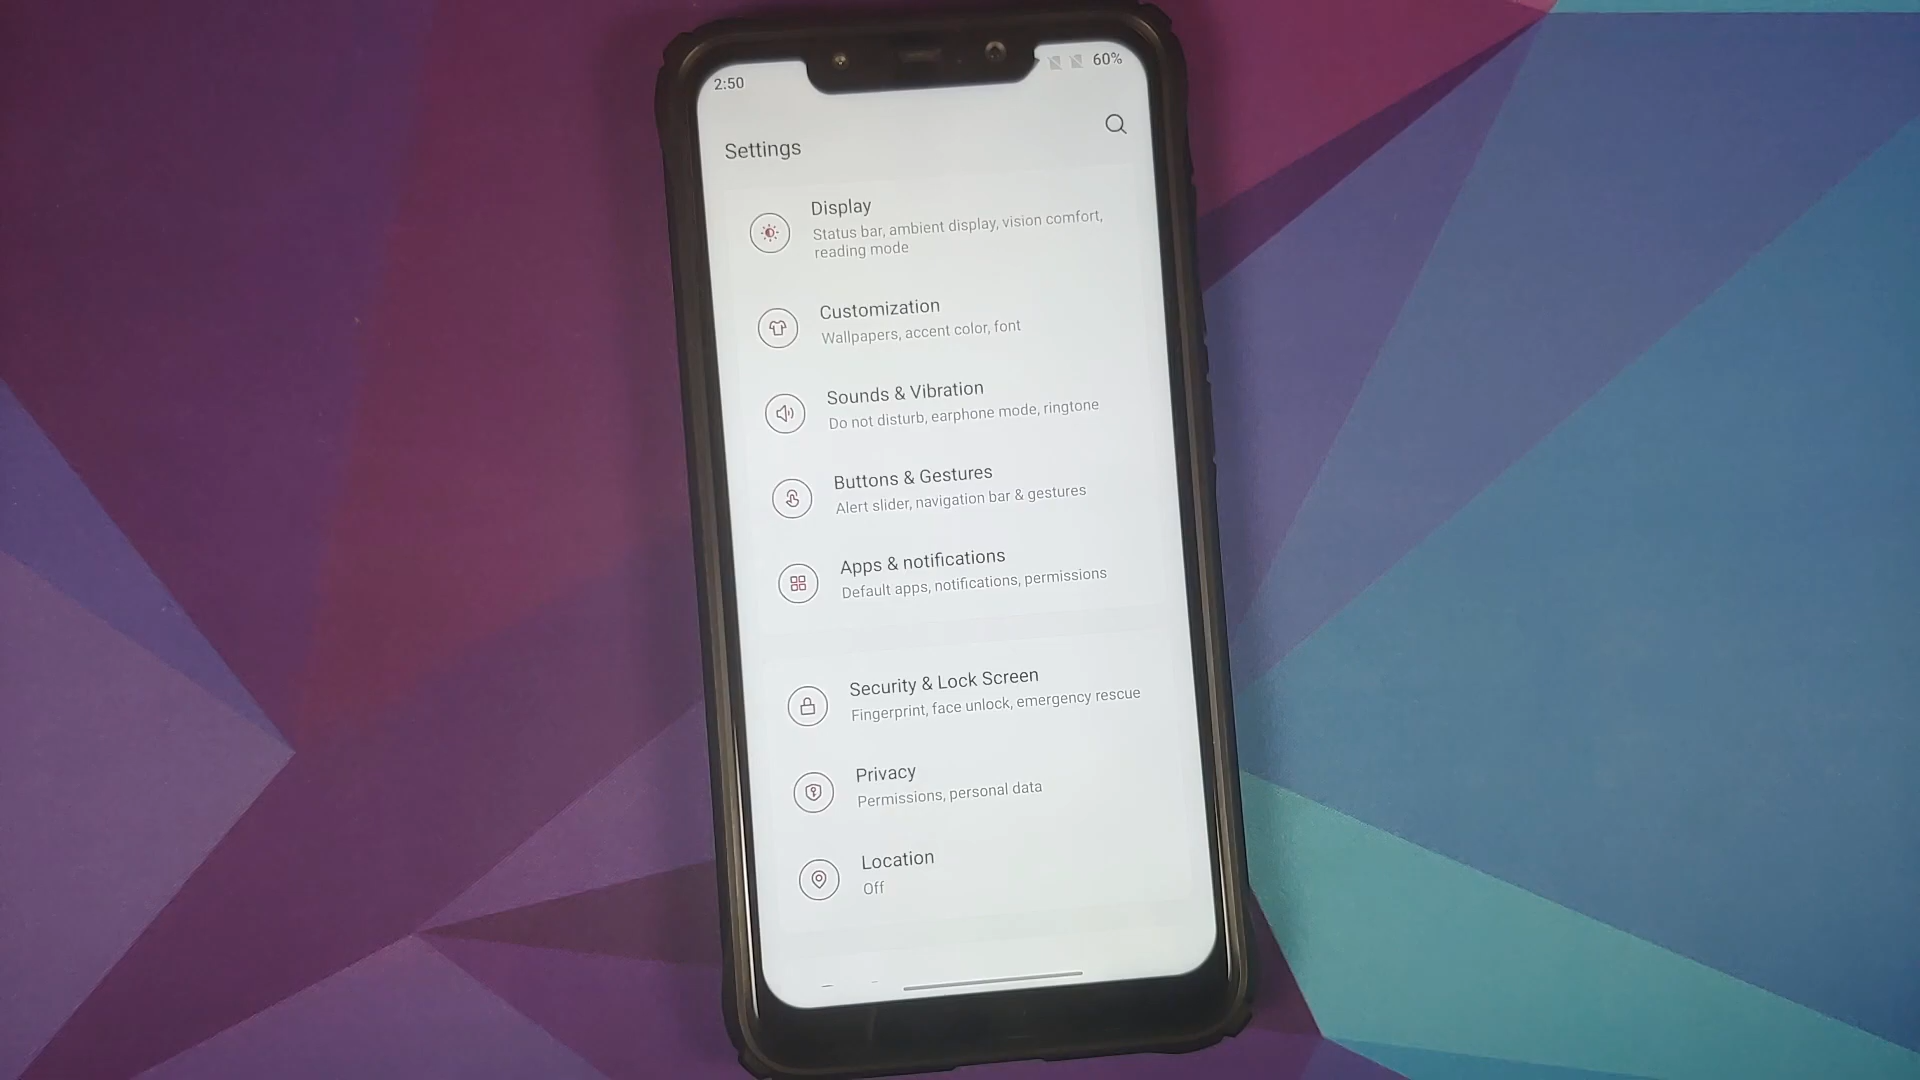 2:50
60%
Settings
Display
Status bar, ambient display, vision comfort,
reading mode
Customization
Wallpapers, accent color, font
Sounds & Vibration
Do not disturb, earphone mode, ringtone
Buttons & Gestures
Alert slider, navigation bar & gestures
Apps & notifications
Default apps, notifications, permissions
Security & Lock Screen
Fingerprint, face unlock, emergency rescue
Privacy
Permissions, personal data
Location
Off